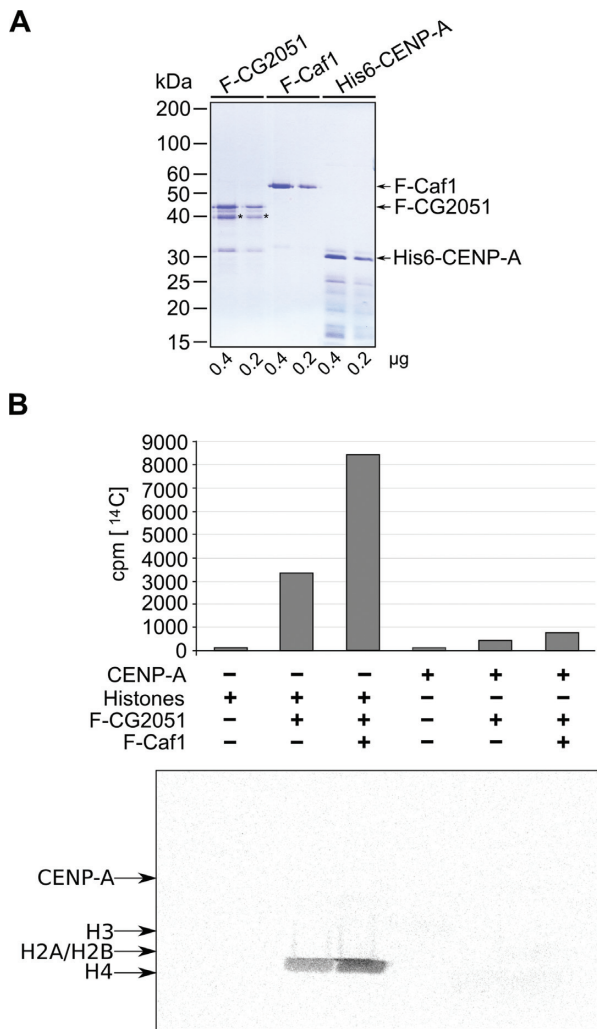 A
kDa
F-CG2051
F-Caf1
His6-CENP-A
200
100
60
50
40
30
25
20
15
* *
F-Caf1
F-CG2051
His6-CENP-A
0.4 0.2 0.4 0.2 0.4 0.2 µg
B
cpm [ ¹⁴C]
9000
8000
7000
6000
5000
4000
3000
2000
1000
0
CENP-A − − − + + +
Histones + + + − − −
F-CG2051 − + + − + +
F-Caf1 − − + − − +
CENP-A
H3
H2A/H2B
H4